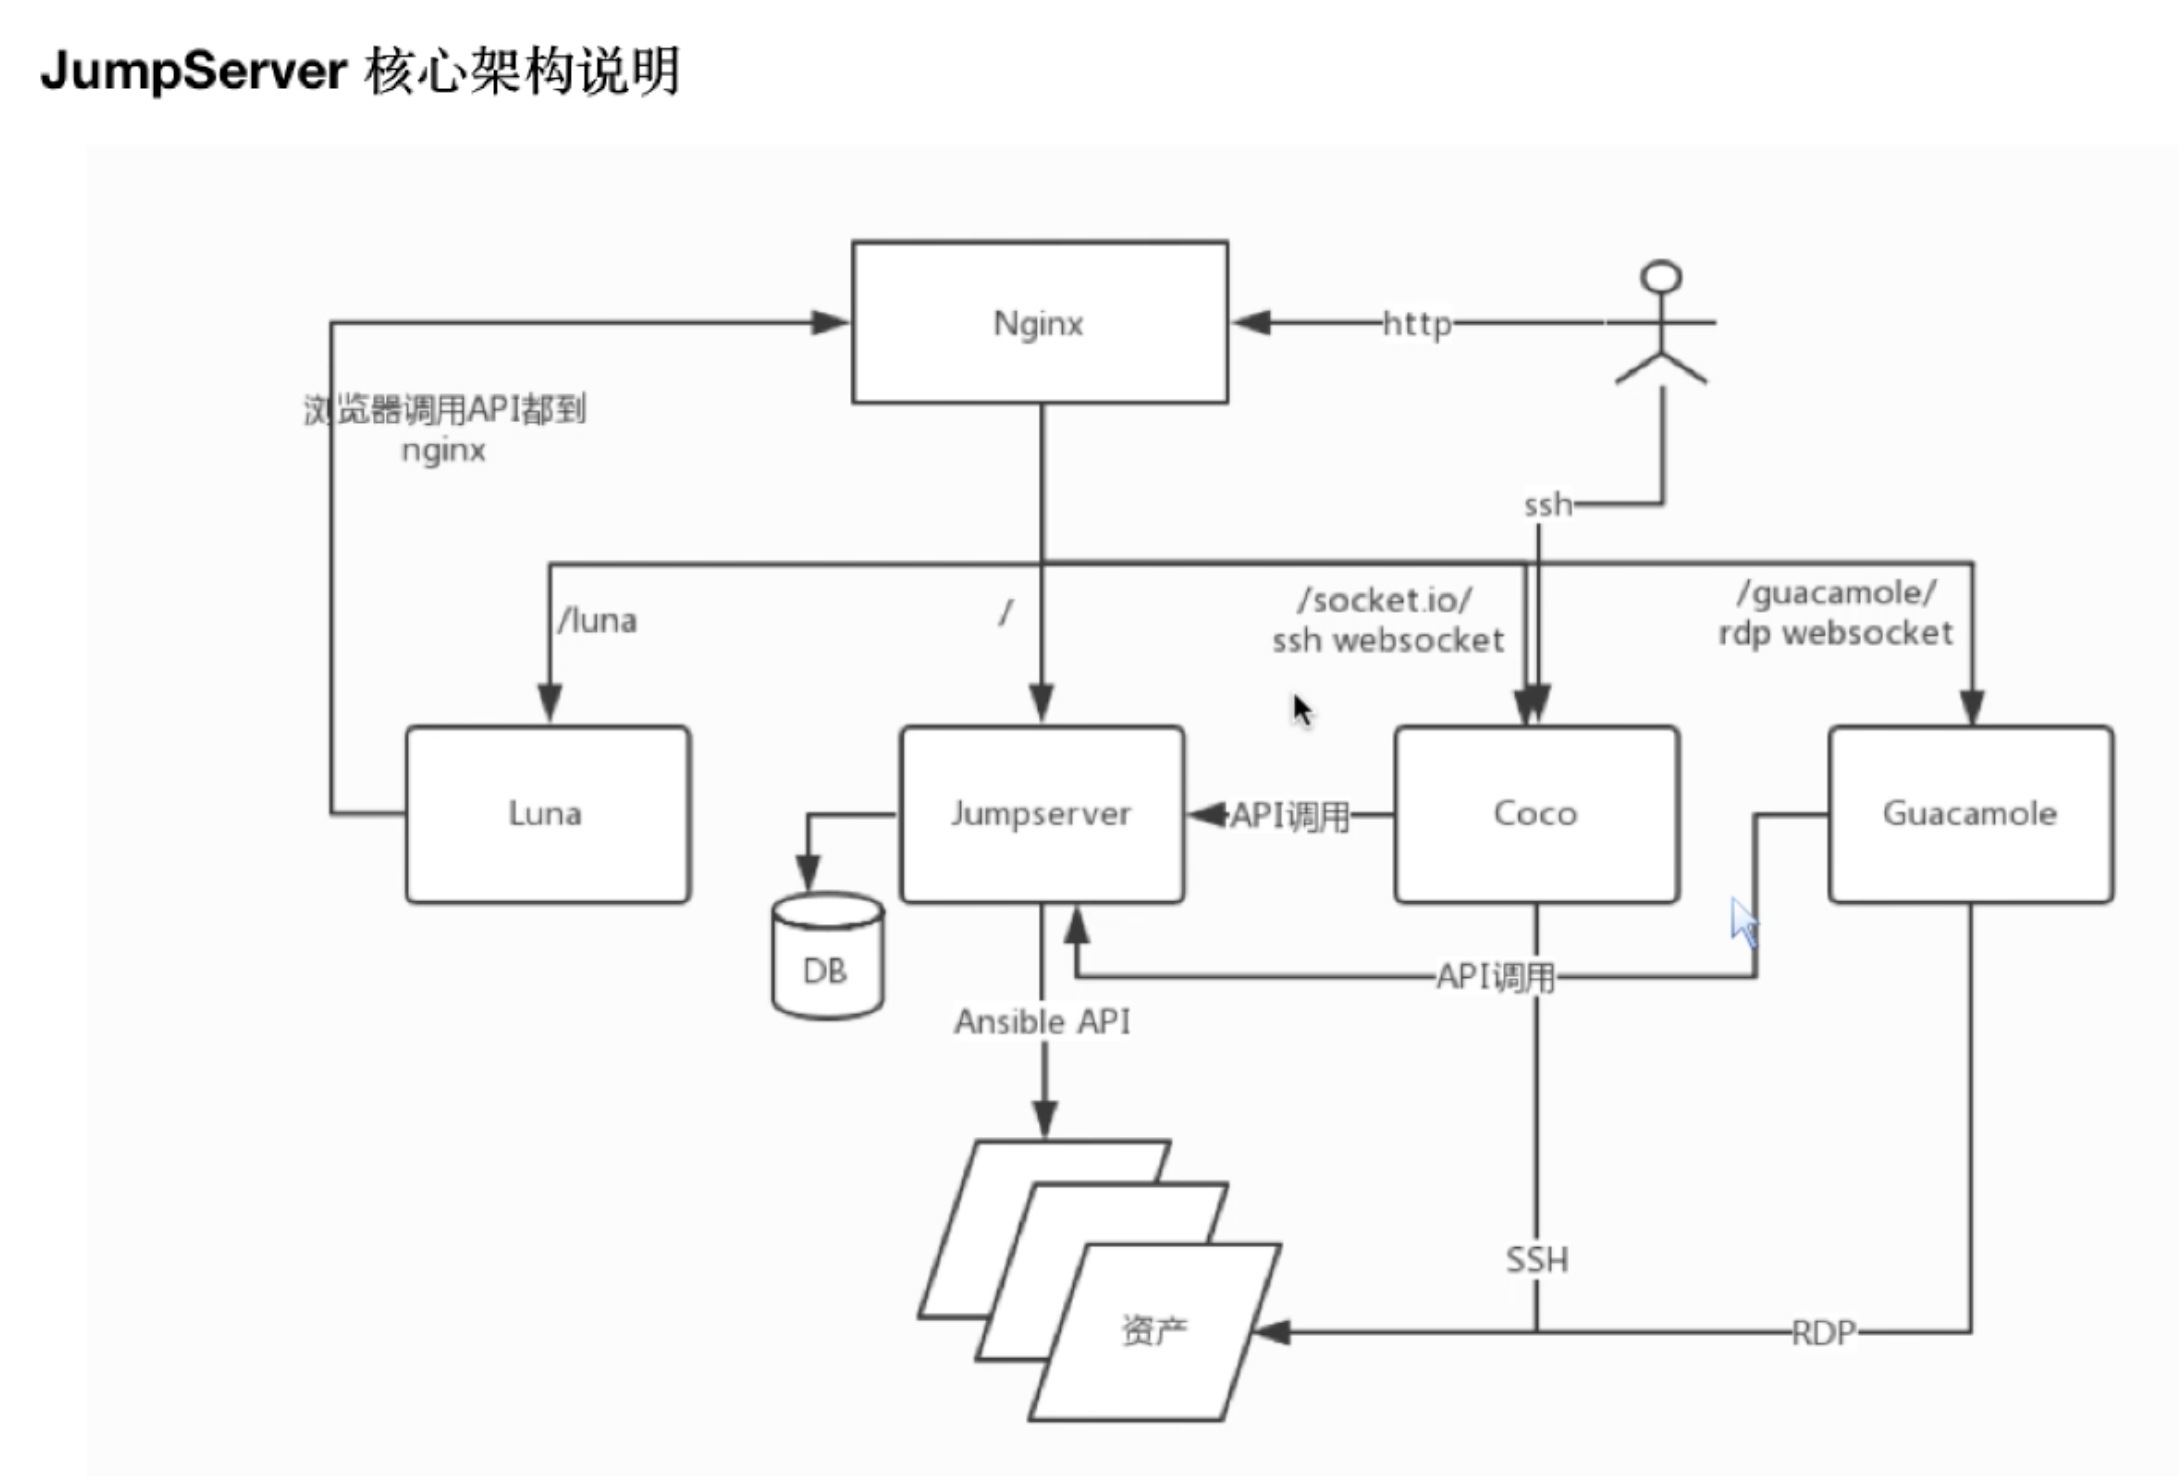 JumpServer 核心架构说明
Nginx
http
浏览器调用API都到
nginx
ssh
/luna
/
/socket.io/
ssh websocket
/guacamole/
rdp websocket
Luna
Jumpserver
API调用
Coco
Guacamole
DB
API调用
Ansible API
SSH
资产
RDP